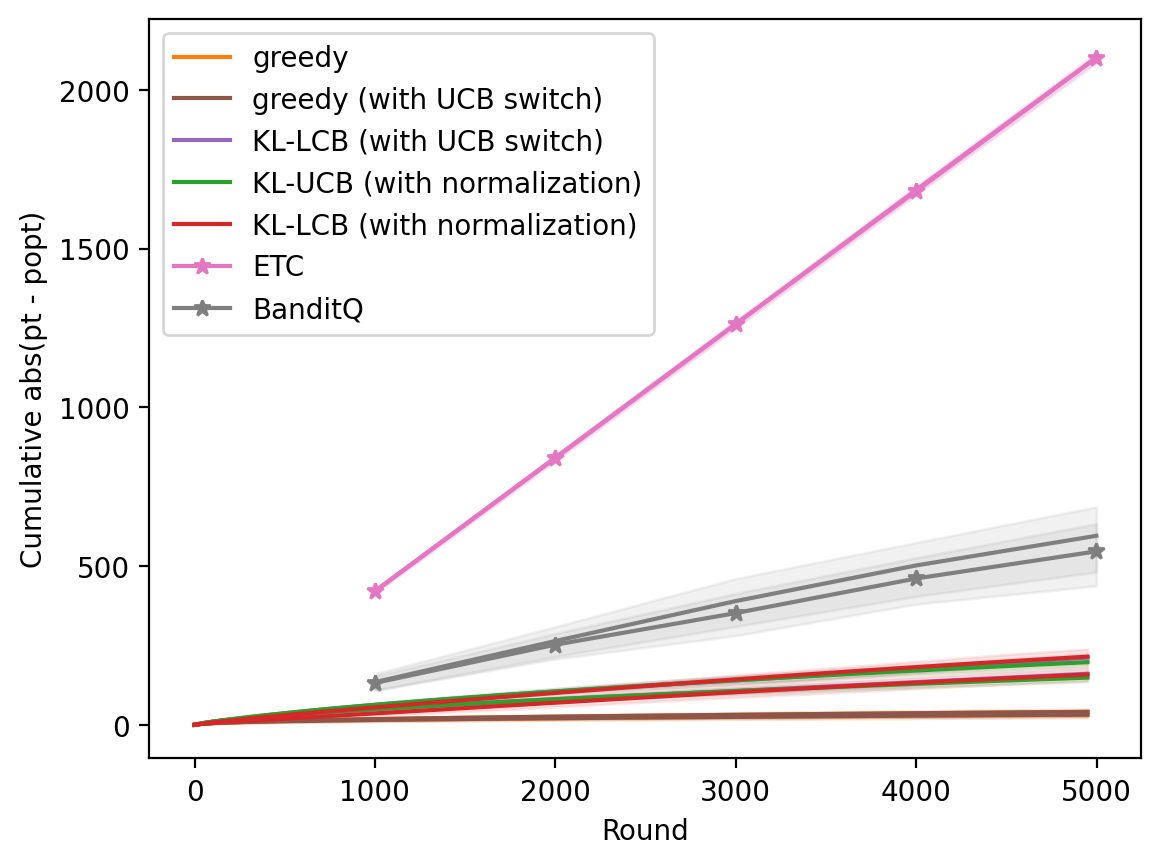 greedy
greedy (with UCB switch)
KL-LCB (with UCB switch)
KL-UCB (with normalization)
KL-LCB (with normalization)
ETC
BanditQ
Cumulative abs(pt - popt)
2000
1500
1000
500
0
0 1000 2000 3000 4000 5000
Round